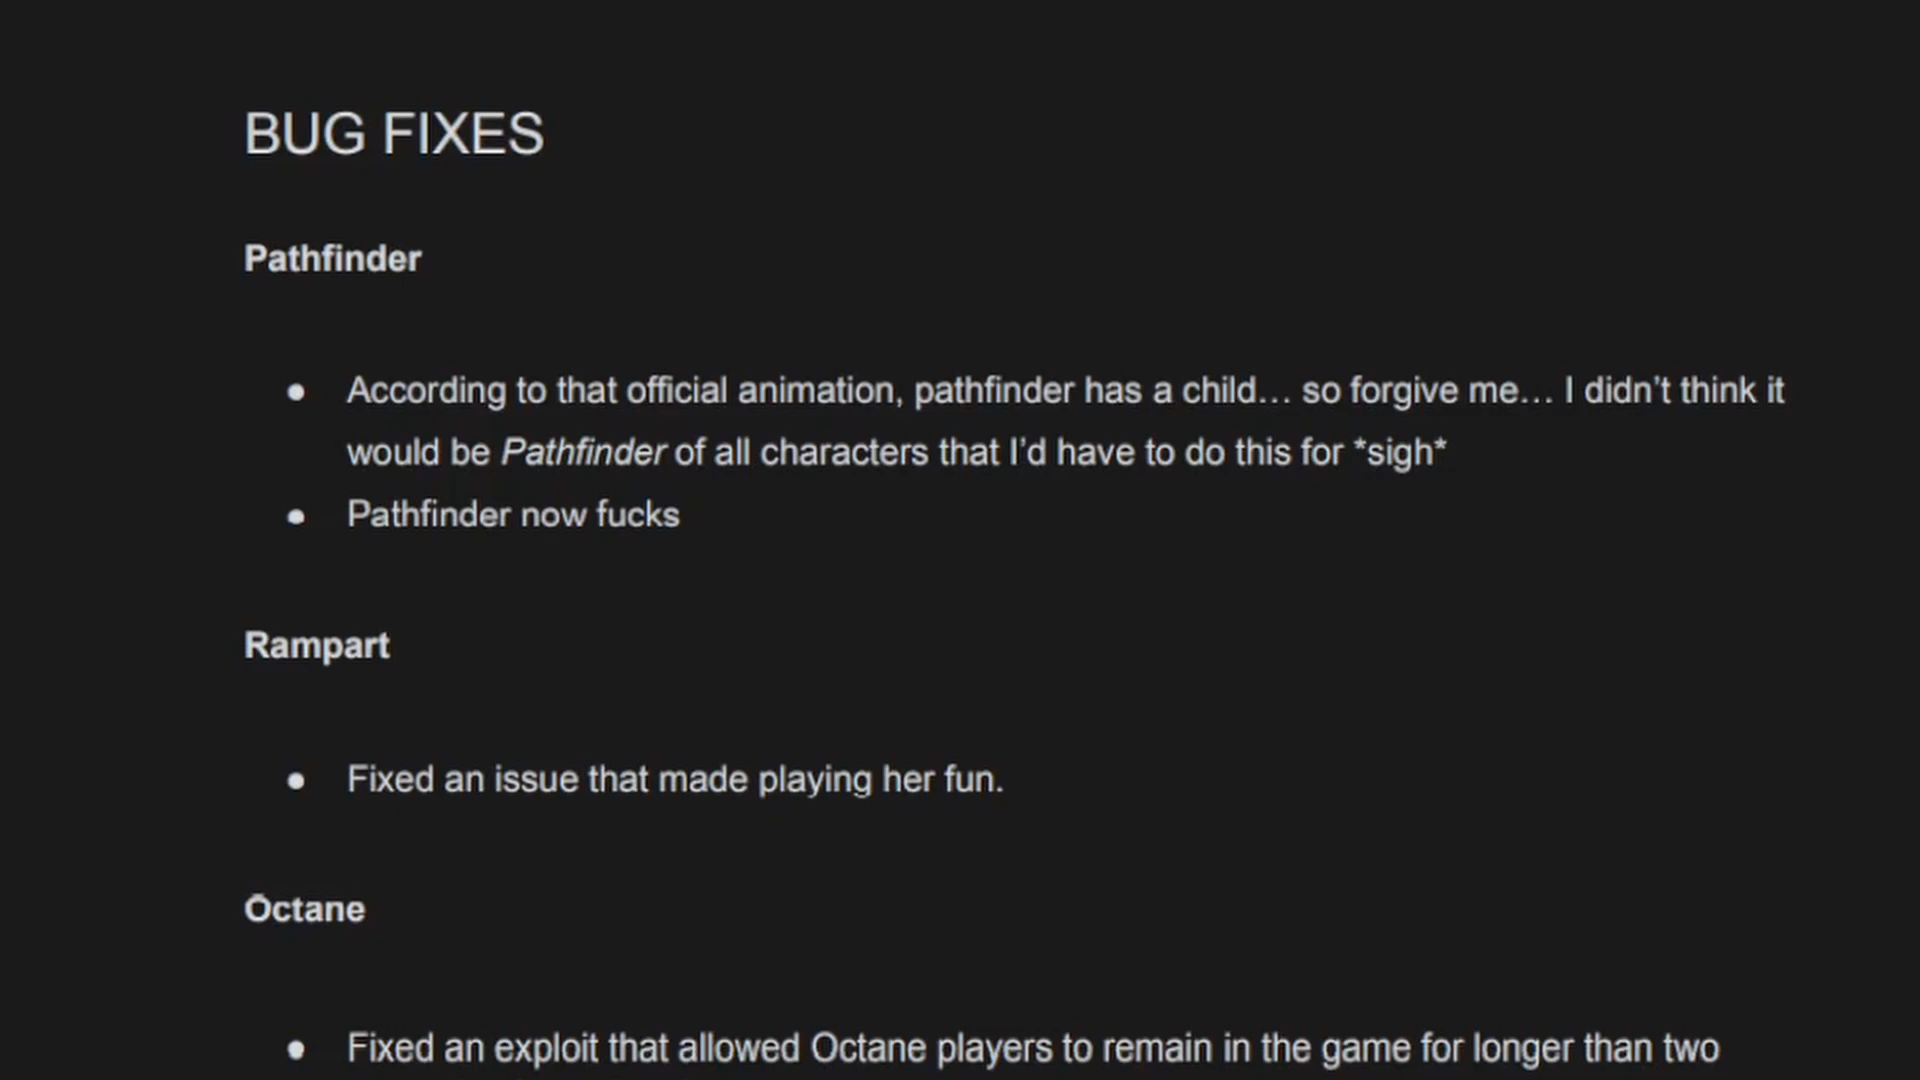 BUG FIXES
Pathfinder
● According to that official animation, pathfinder has a child… so forgive me… I didn’t think it
would be Pathfinder of all characters that I’d have to do this for *sigh*
● Pathfinder now fucks
Rampart
● Fixed an issue that made playing her fun.
Octane
● Fixed an exploit that allowed Octane players to remain in the game for longer than two